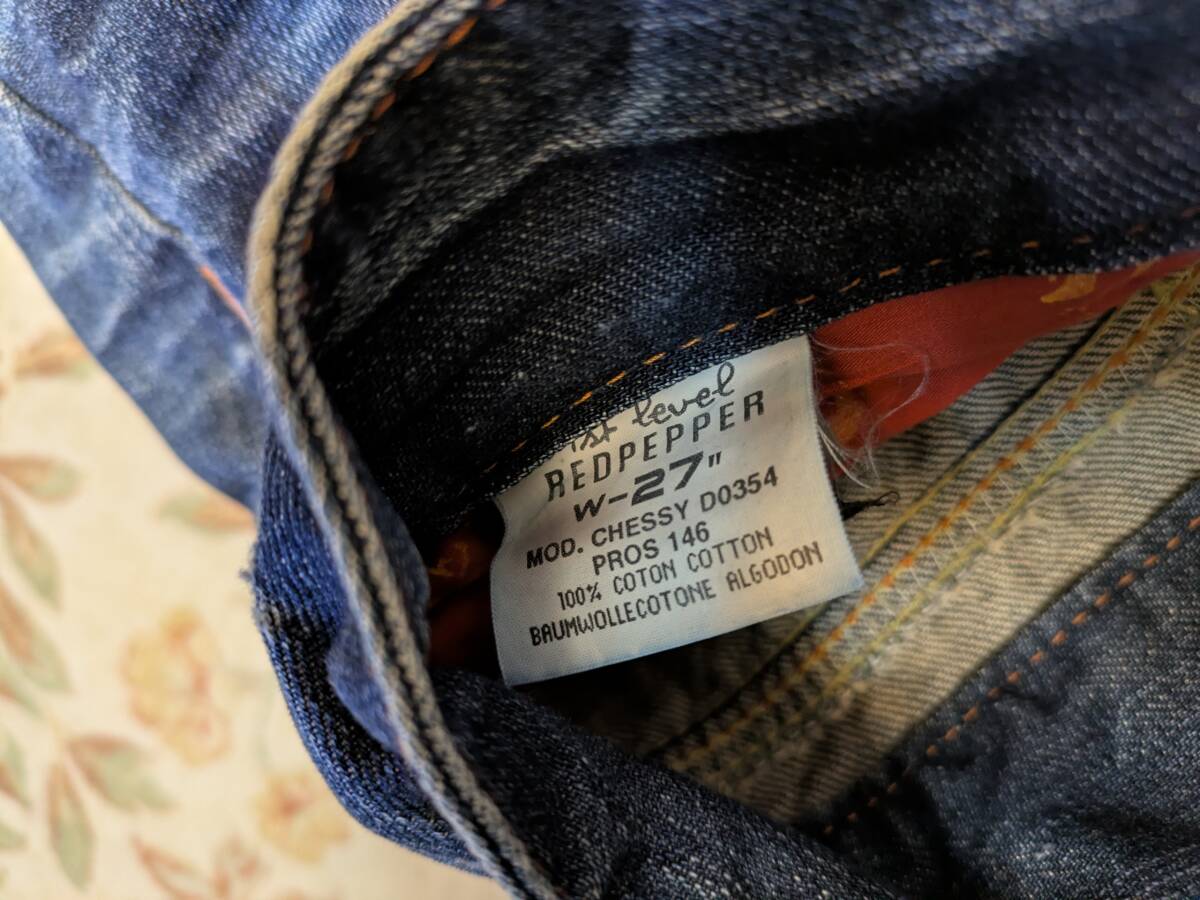 1st level
REDPEPPER
W-27"
MOD. CHESSY D0354
PROS 146
100% COTON COTTON
BAUMWOLLECOTONE ALGODON